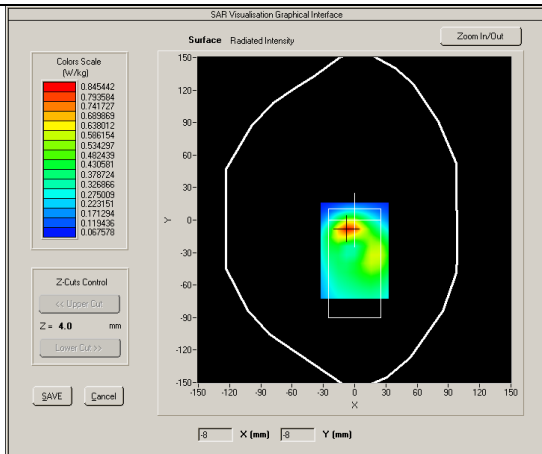 SAR Visualisation Graphical Interface
Surface Radiated Intensity
Zoom In/Out
Colors Scale
(W/kg)
0.845442
0.793584
0.741727
0.689869
0.638012
0.586154
0.534297
0.482439
0.430581
0.378724
0.326866
0.275009
0.223151
0.171294
0.119436
0.067578
Z-Cuts Control
<< Upper Cut
Z = 4.0 mm
Lower Cut >>
SAVE
Cancel
150
120
90
60
30
0
-30
-60
-90
-120
-150
Y
-150 -120 -90 -60 -30 0 30 60 90 120 150
X
-8 X (mm) -8 Y (mm)